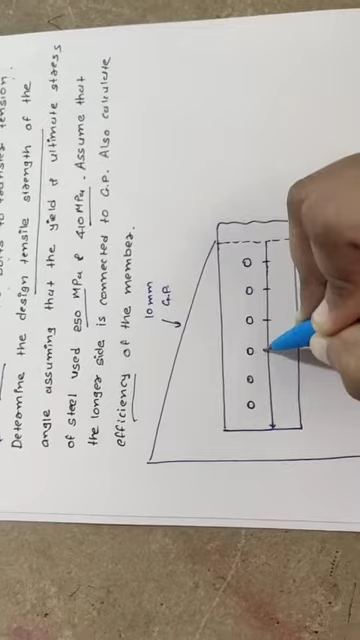 bolts to transfer tension.
Determine the design tensile strength of the
angle assuming that the yield & ultimate stress
of steel used 250 MPa & 410 MPa. Assume that
the longer side is connected to G.P. Also calculate
efficiency of the member.
10mm
G.P.